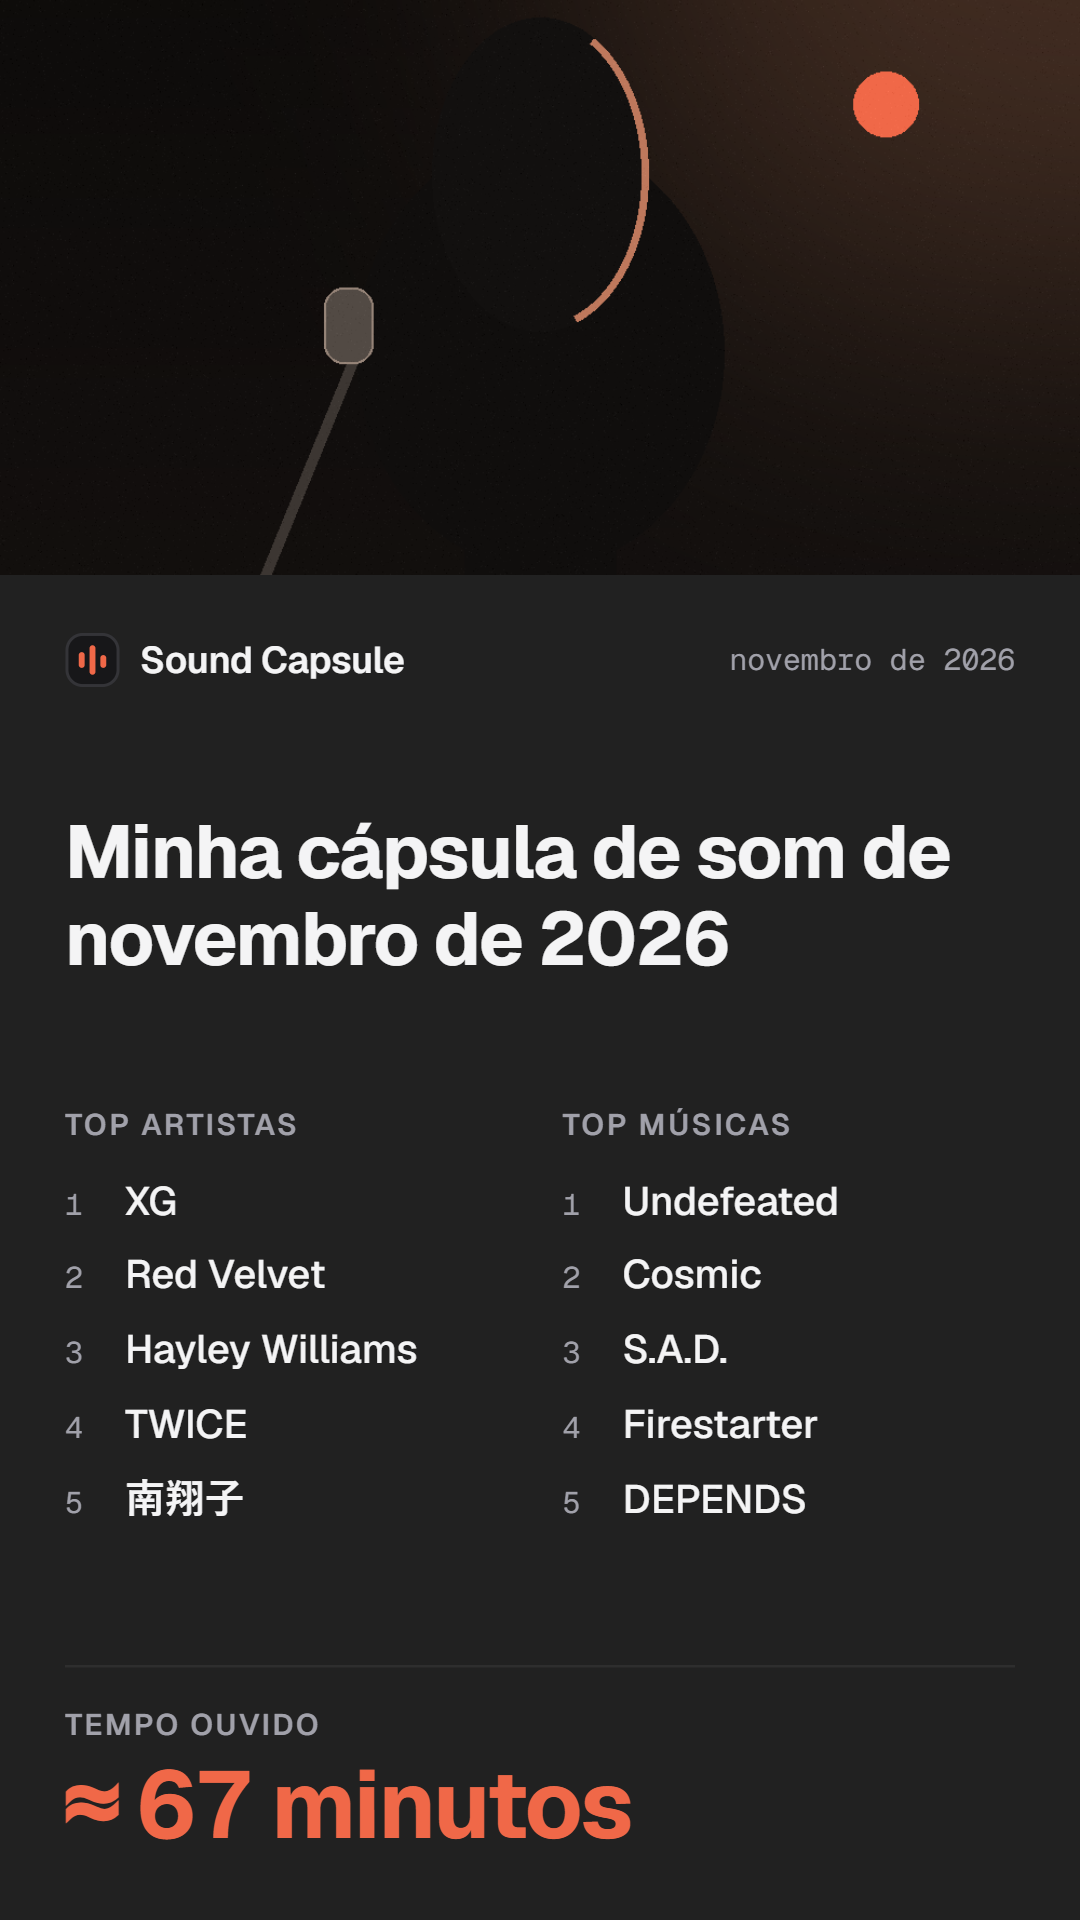 Sound Capsule
novembro de 2026
Minha cápsula de som de
novembro de 2026
TOP ARTISTAS
1 XG
2 Red Velvet
3 Hayley Williams
4 TWICE
5 南翔子
TOP MÚSICAS
1 Undefeated
2 Cosmic
3 S.A.D.
4 Firestarter
5 DEPENDS
TEMPO OUVIDO
≈ 67 minutos